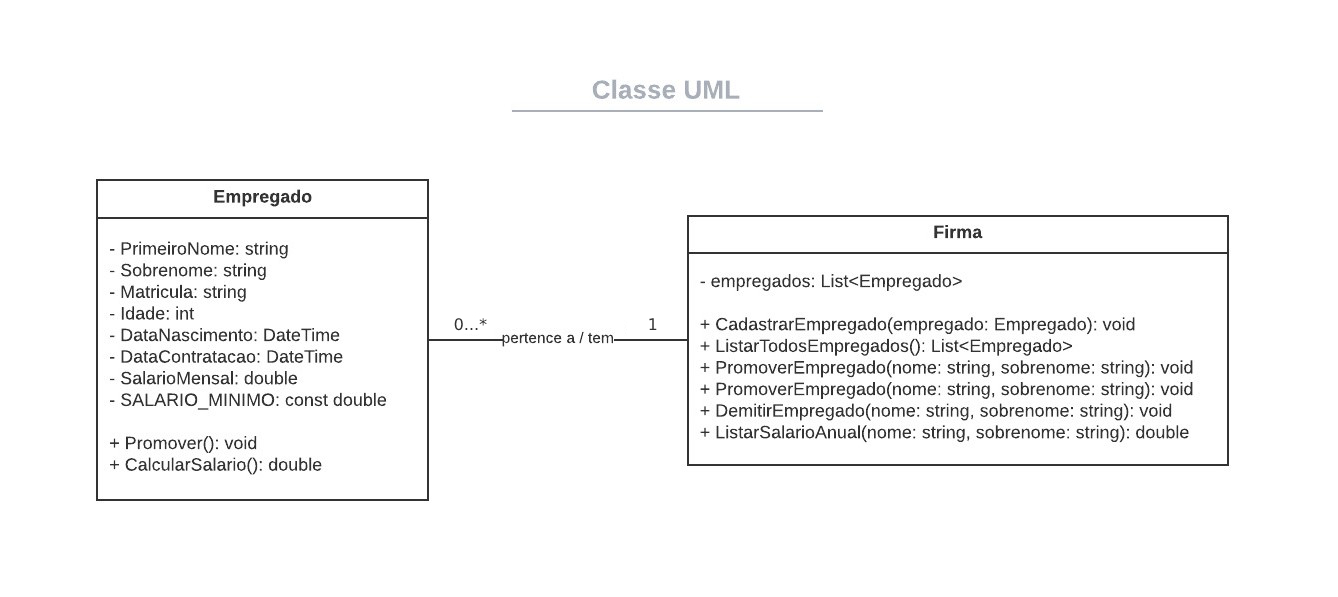 Classe UML
Empregado
- PrimeiroNome: string
- Sobrenome: string
- Matricula: string
- Idade: int
- DataNascimento: DateTime
- DataContratacao: DateTime
- SalarioMensal: double
- SALARIO_MINIMO: const double
+ Promover(): void
+ CalcularSalario(): double
0...*
pertence a / tem
1
Firma
- empregados: List<Empregado>
+ CadastrarEmpregado(empregado: Empregado): void
+ ListarTodosEmpregados(): List<Empregado>
+ PromoverEmpregado(nome: string, sobrenome: string): void
+ PromoverEmpregado(nome: string, sobrenome: string): void
+ DemitirEmpregado(nome: string, sobrenome: string): void
+ ListarSalarioAnual(nome: string, sobrenome: string): double